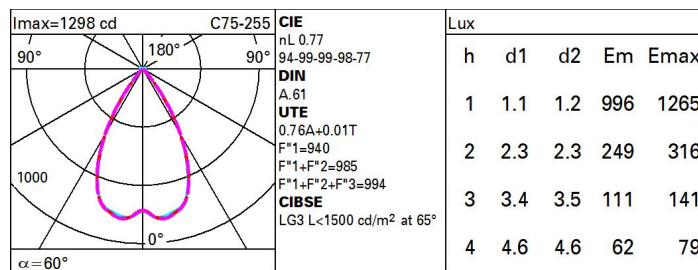 Imax=1298 cd C75-255
90° 180° 90°
1000
0°
α=60°
CIE
nL 0.77
94-99-99-98-77
DIN
A.61
UTE
0.76A+0.01T
F"1=940
F"1+F"2=985
F"1+F"2+F"3=994
CIBSE
LG3 L<1500 cd/m² at 65°
Lux
h d1 d2 Em Emax
1 1.1 1.2 996 1265
2 2.3 2.3 249 316
3 3.4 3.5 111 141
4 4.6 4.6 62 79